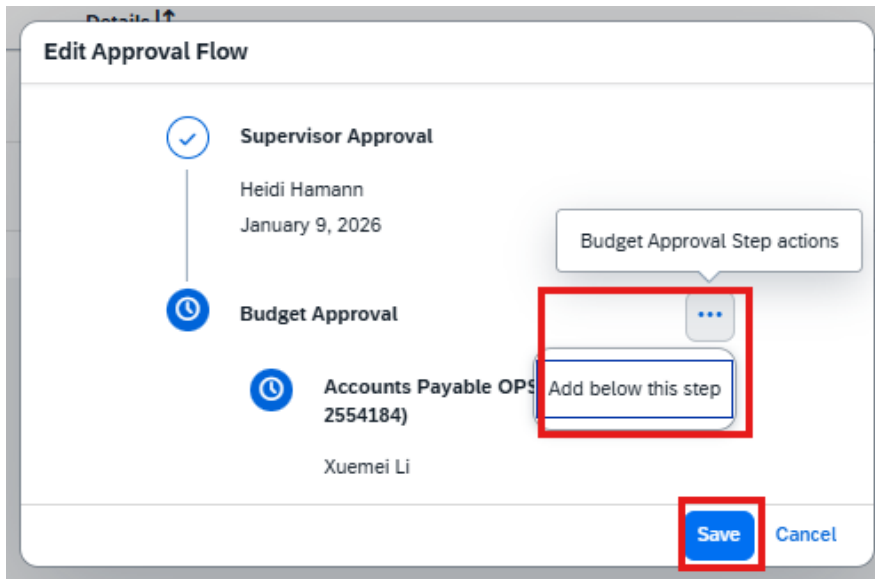 Details
Edit Approval Flow
Supervisor Approval
Heidi Hamann
January 9, 2026
Budget Approval Step actions
Budget Approval
Accounts Payable OPS
Add below this step
2554184)
Xuemei Li
Save Cancel